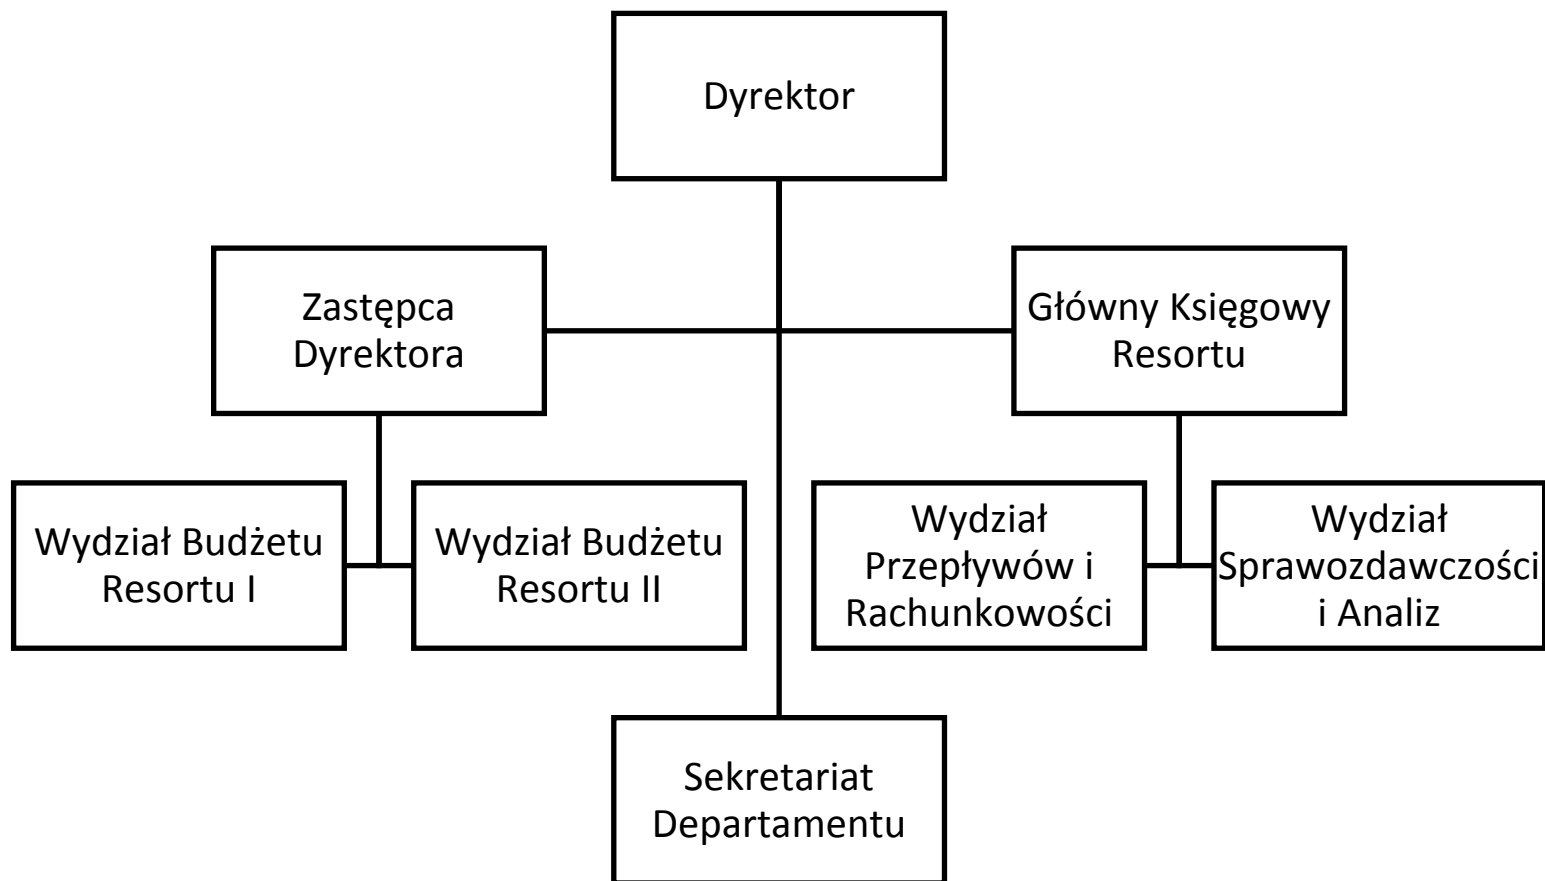 Dyrektor
Zastępca
Dyrektora
Główny Księgowy
Resortu
Wydział Budżetu
Resortu I
Wydział Budżetu
Resortu II
Wydział
Przepływów i
Rachunkowości
Wydział
Sprawozdawczości
i Analiz
Sekretariat
Departamentu